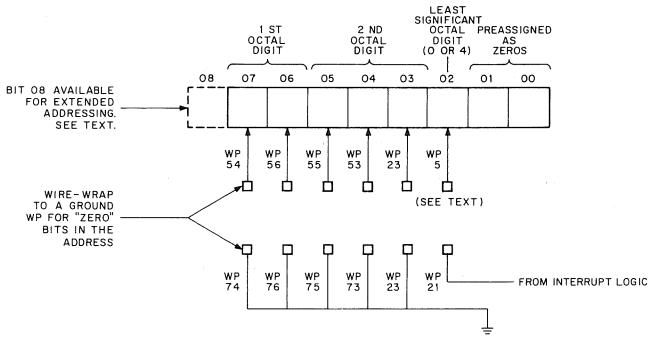 LEAST
SIGNIFICANT
OCTAL
DIGIT
(0 OR 4)
1 ST
OCTAL
DIGIT
2 ND
OCTAL
DIGIT
PREASSIGNED
AS
ZEROS
08 07 06 05 04 03 02 01 00
BIT 08 AVAILABLE
FOR EXTENDED
ADDRESSING.
SEE TEXT.
WP 54 WP 56 WP 55 WP 53 WP 23 WP 5
(SEE TEXT)
WIRE-WRAP
TO A GROUND
WP FOR "ZERO"
BITS IN THE
ADDRESS
WP 74 WP 76 WP 75 WP 73 WP 23 WP 21
FROM INTERRUPT LOGIC